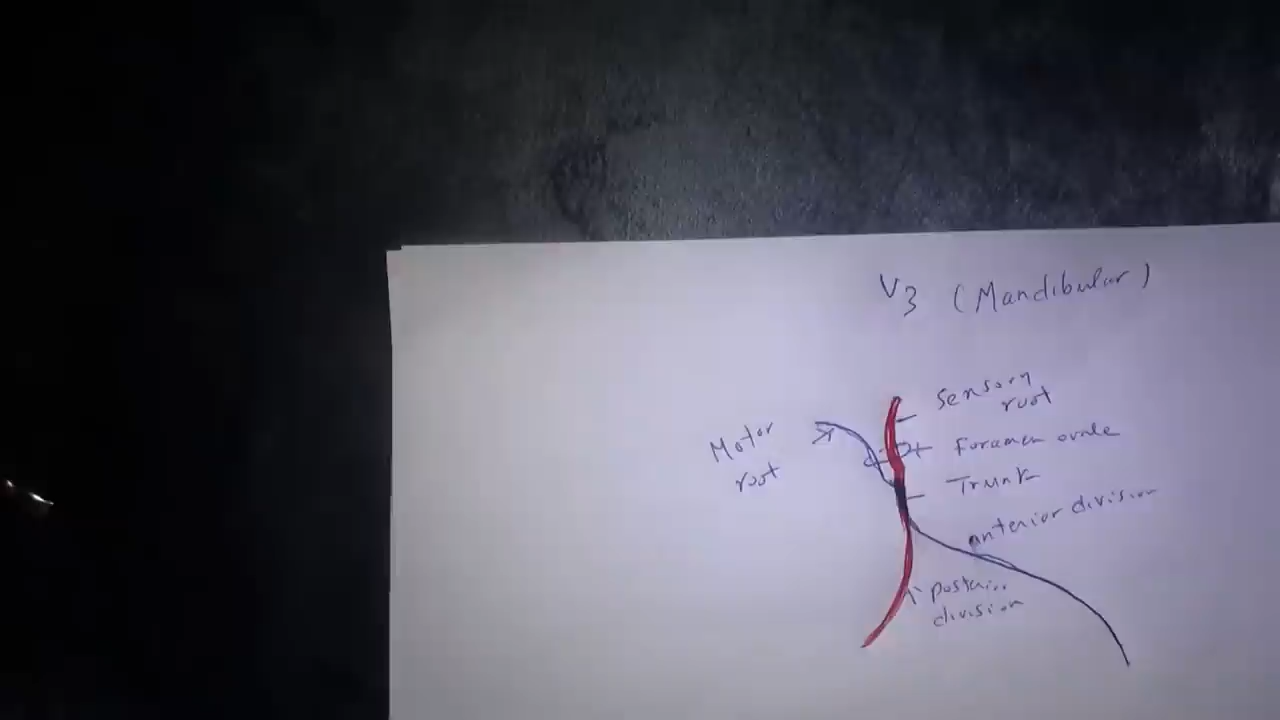 V3 (Mandibular)
Sensory
root
Motor
root
Foramen ovale
Trunk
anterior division
posterior
division